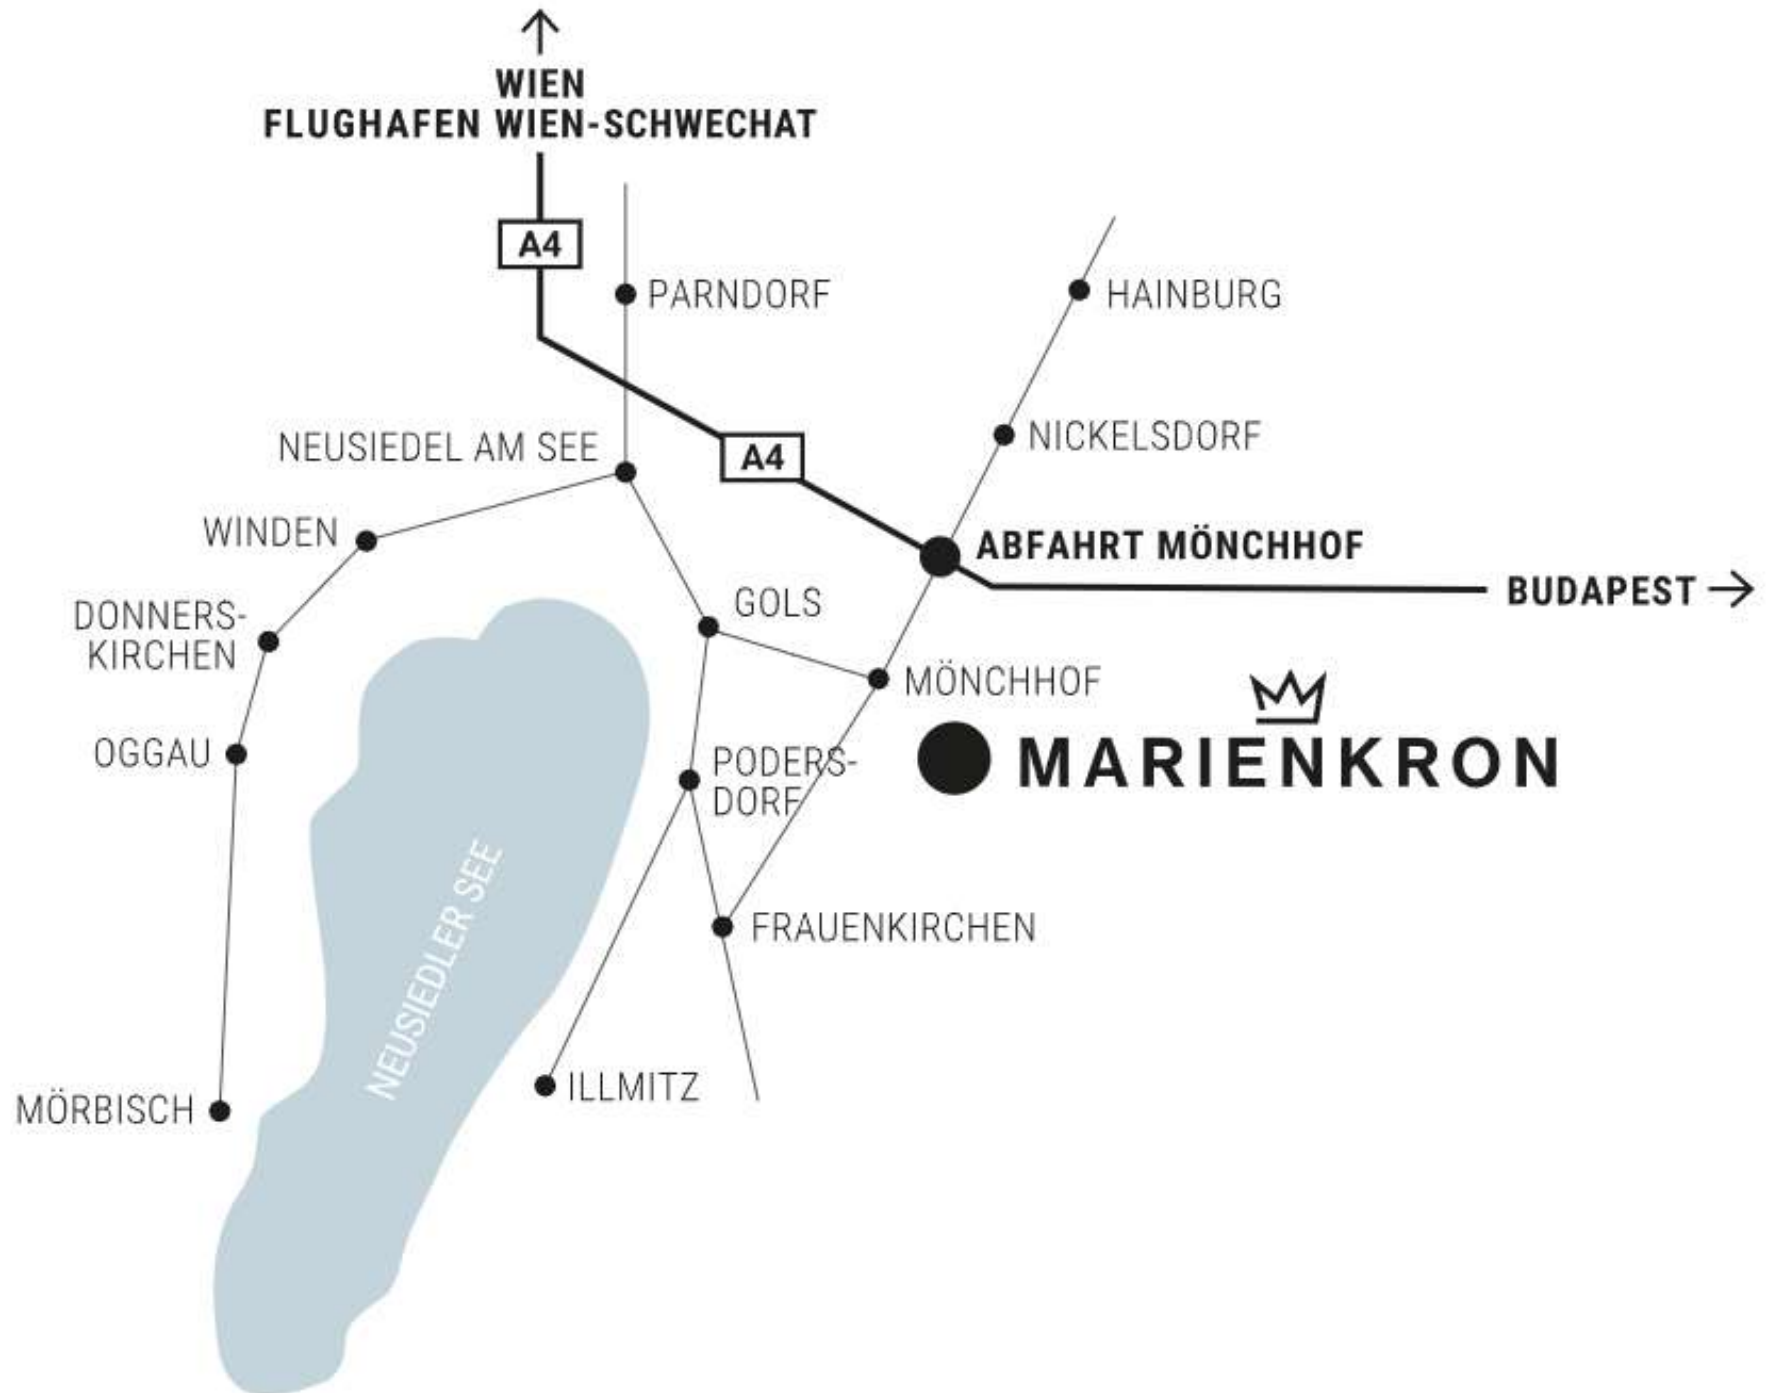 WIEN
FLUGHAFEN WIEN-SCHWECHAT
A4
PARNDORF
HAINBURG
NEUSIEDEL AM SEE
A4
NICKELSDORF
WINDEN
ABFAHRT MÖNCHHOF
BUDAPEST
DONNERS-
KIRCHEN
GOLS
MÖNCHHOF
OGGAU
PODERS-
DORF
MARIENKRON
NEUSIEDLER SEE
FRAUENKIRCHEN
ILLMITZ
MÖRBISCH